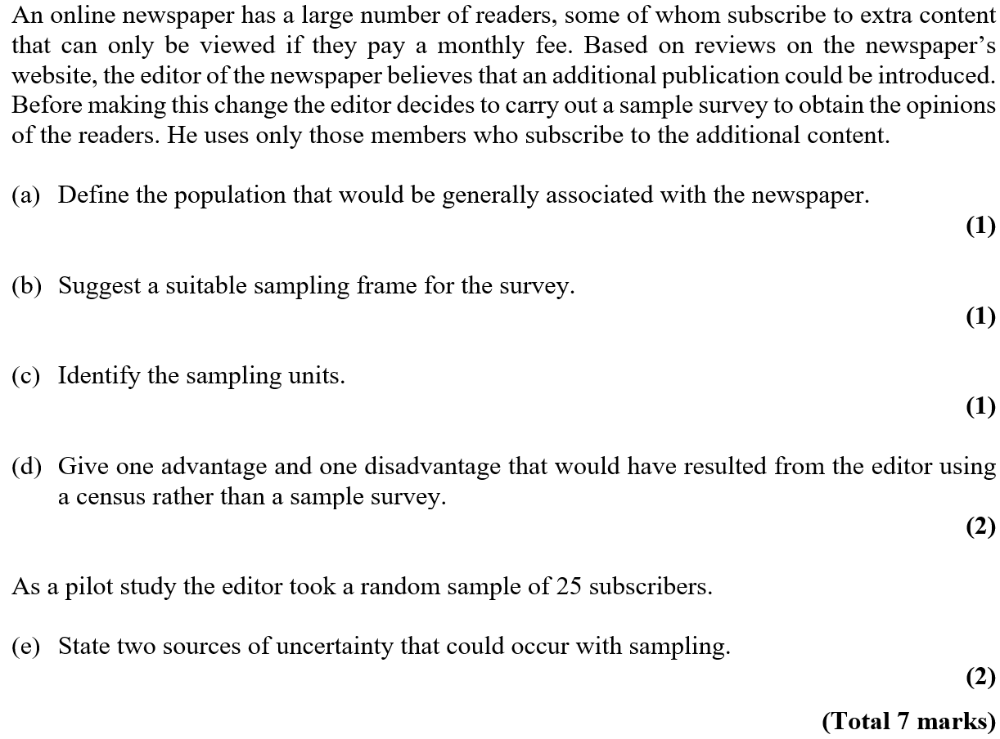 An online newspaper has a large number of readers, some of whom subscribe to extra content
that can only be viewed if they pay a monthly fee. Based on reviews on the newspaper’s
website, the editor of the newspaper believes that an additional publication could be introduced.
Before making this change the editor decides to carry out a sample survey to obtain the opinions
of the readers. He uses only those members who subscribe to the additional content.
(a) Define the population that would be generally associated with the newspaper.
(1)
(b) Suggest a suitable sampling frame for the survey.
(1)
(c) Identify the sampling units.
(1)
(d) Give one advantage and one disadvantage that would have resulted from the editor using
a census rather than a sample survey.
(2)
As a pilot study the editor took a random sample of 25 subscribers.
(e) State two sources of uncertainty that could occur with sampling.
(2)
(Total 7 marks)